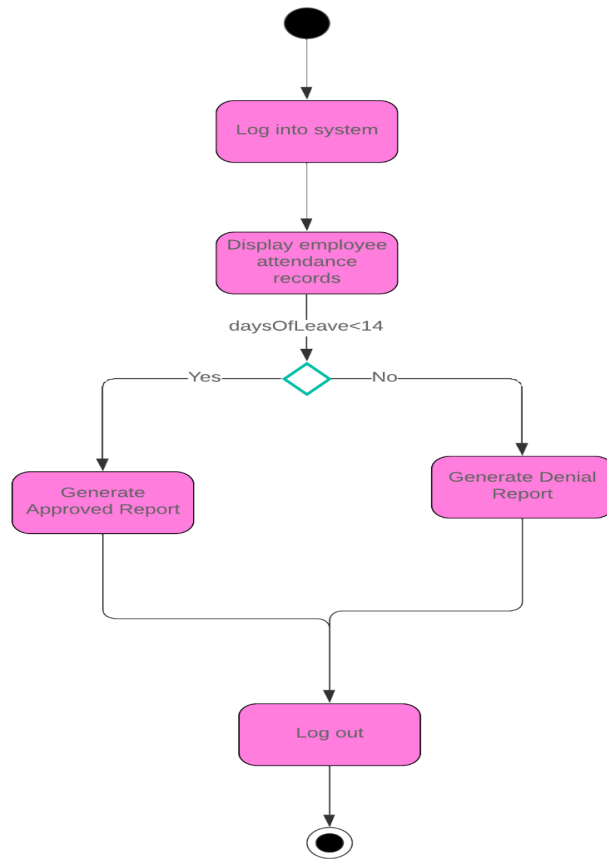 Log into system
Display employee
attendance
records
daysOfLeave<14
Yes
No
Generate
Approved Report
Generate Denial
Report
Log out